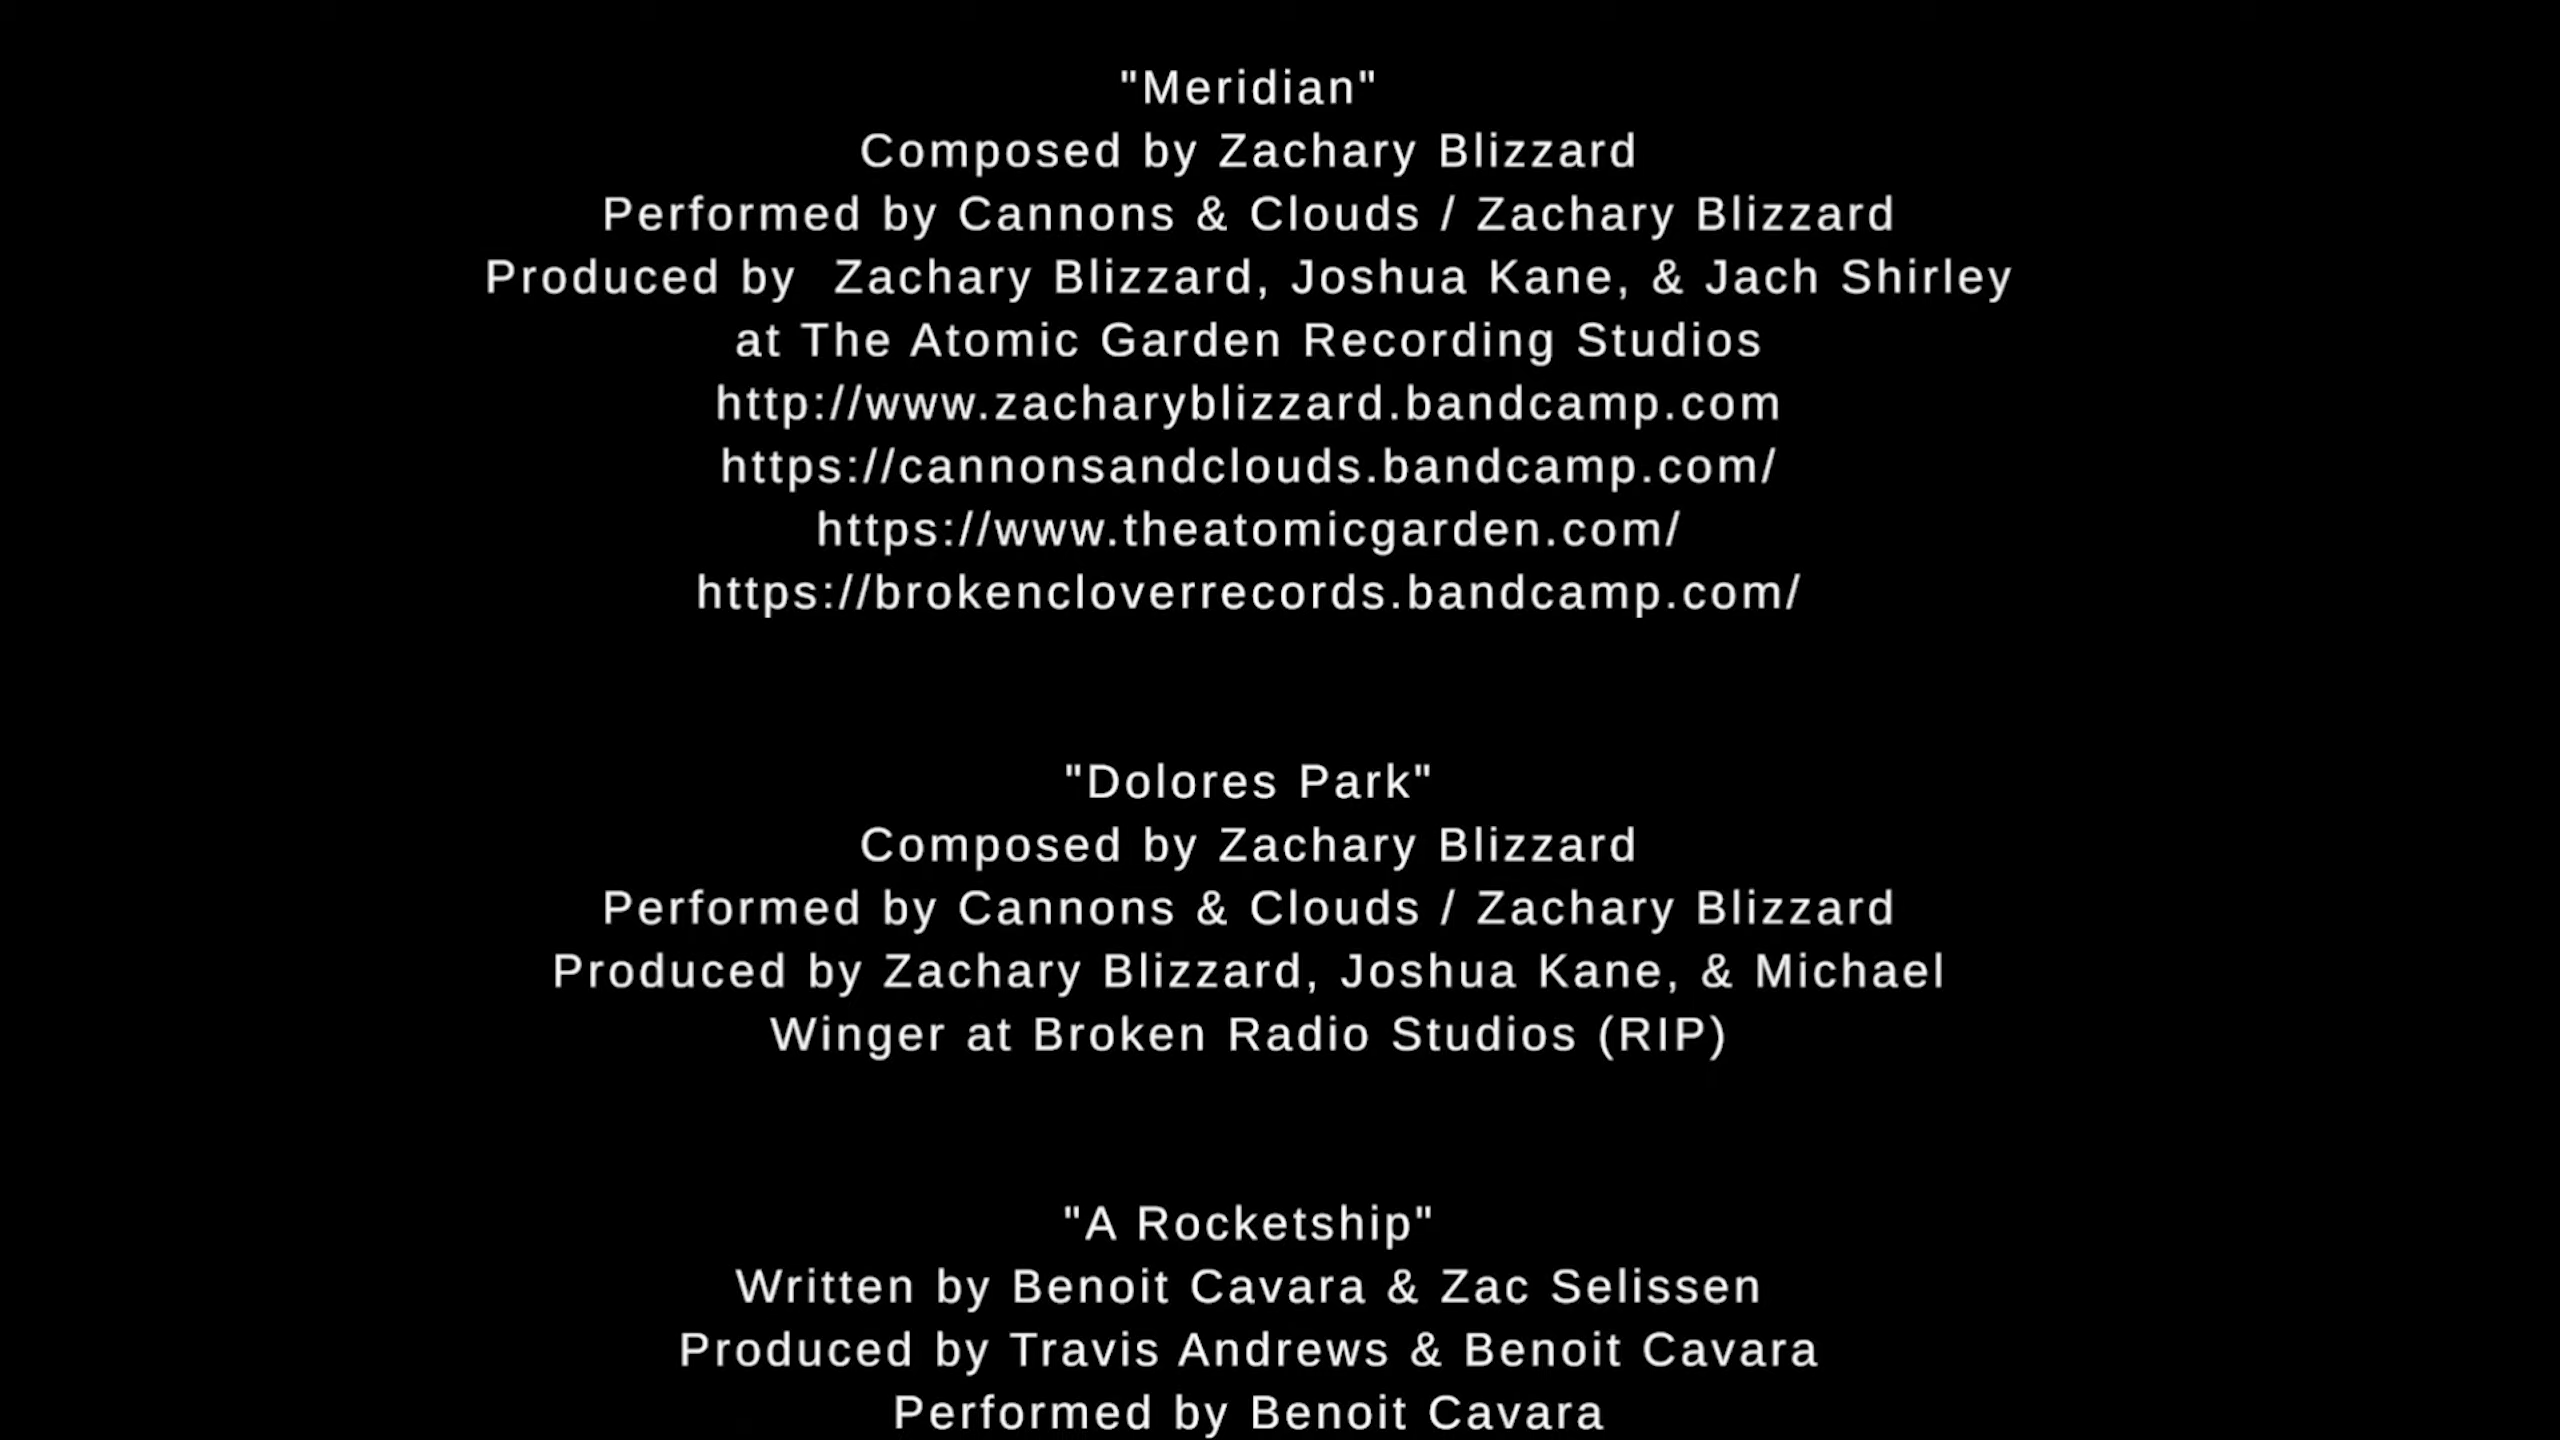 "Meridian"
Composed by Zachary Blizzard
Performed by Cannons & Clouds / Zachary Blizzard
Produced by  Zachary Blizzard, Joshua Kane, & Jach Shirley
at The Atomic Garden Recording Studios
http://www.zacharyblizzard.bandcamp.com
https://cannonsandclouds.bandcamp.com/
https://www.theatomicgarden.com/
https://brokencloverrecords.bandcamp.com/
"Dolores Park"
Composed by Zachary Blizzard
Performed by Cannons & Clouds / Zachary Blizzard
Produced by Zachary Blizzard, Joshua Kane, & Michael
Winger at Broken Radio Studios (RIP)
"A Rocketship"
Written by Benoit Cavara & Zac Selissen
Produced by Travis Andrews & Benoit Cavara
Performed by Benoit Cavara